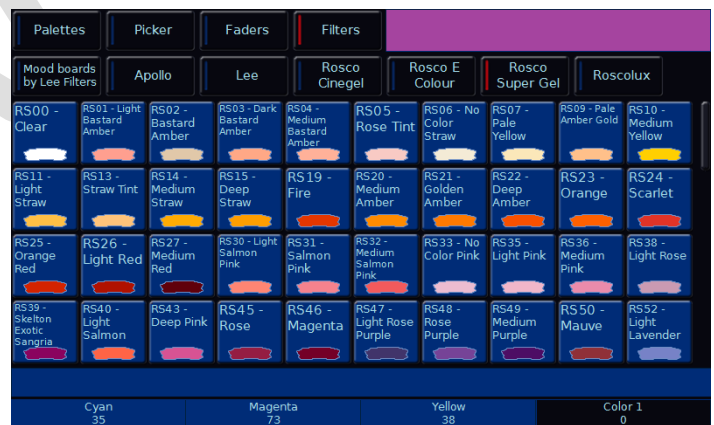 Palettes Picker Faders Filters
Mood boards
by Lee Filters
Apollo
Lee
Rosco
Cinegel
Rosco E
Colour
Rosco
Super Gel
Roscolux
RS00 -
Clear
RS01 - Light
Bastard
Amber
RS02 -
Bastard
Amber
RS03 - Dark
Bastard
Amber
RS04 -
Medium
Bastard
Amber
RS05 -
Rose Tint
RS06 - No
Color
Straw
RS07 -
Pale
Yellow
RS09 - Pale
Amber Gold
RS10 -
Medium
Yellow
RS11 -
Light
Straw
RS13 -
Straw Tint
RS14 -
Medium
Straw
RS15 -
Deep
Straw
RS19 -
Fire
RS20 -
Medium
Amber
RS21 -
Golden
Amber
RS22 -
Deep
Amber
RS23 -
Orange
RS24 -
Scarlet
RS25 -
Orange
Red
RS26 -
Light Red
RS27 -
Medium
Red
RS30 - Light
Salmon
Pink
RS31 -
Salmon
Pink
RS32 -
Medium
Salmon
Pink
RS33 - No
Color Pink
RS35 -
Light Pink
RS36 -
Medium
Pink
RS38 -
Light Rose
RS39 -
Skelton
Exotic
Sangria
RS40 -
Light
Salmon
RS43 -
Deep Pink
RS45 -
Rose
RS46 -
Magenta
RS47 -
Light Rose
Purple
RS48 -
Rose
Purple
RS49 -
Medium
Purple
RS50 -
Mauve
RS52 -
Light
Lavender
Cyan
35
Magenta
73
Yellow
38
Color 1
0